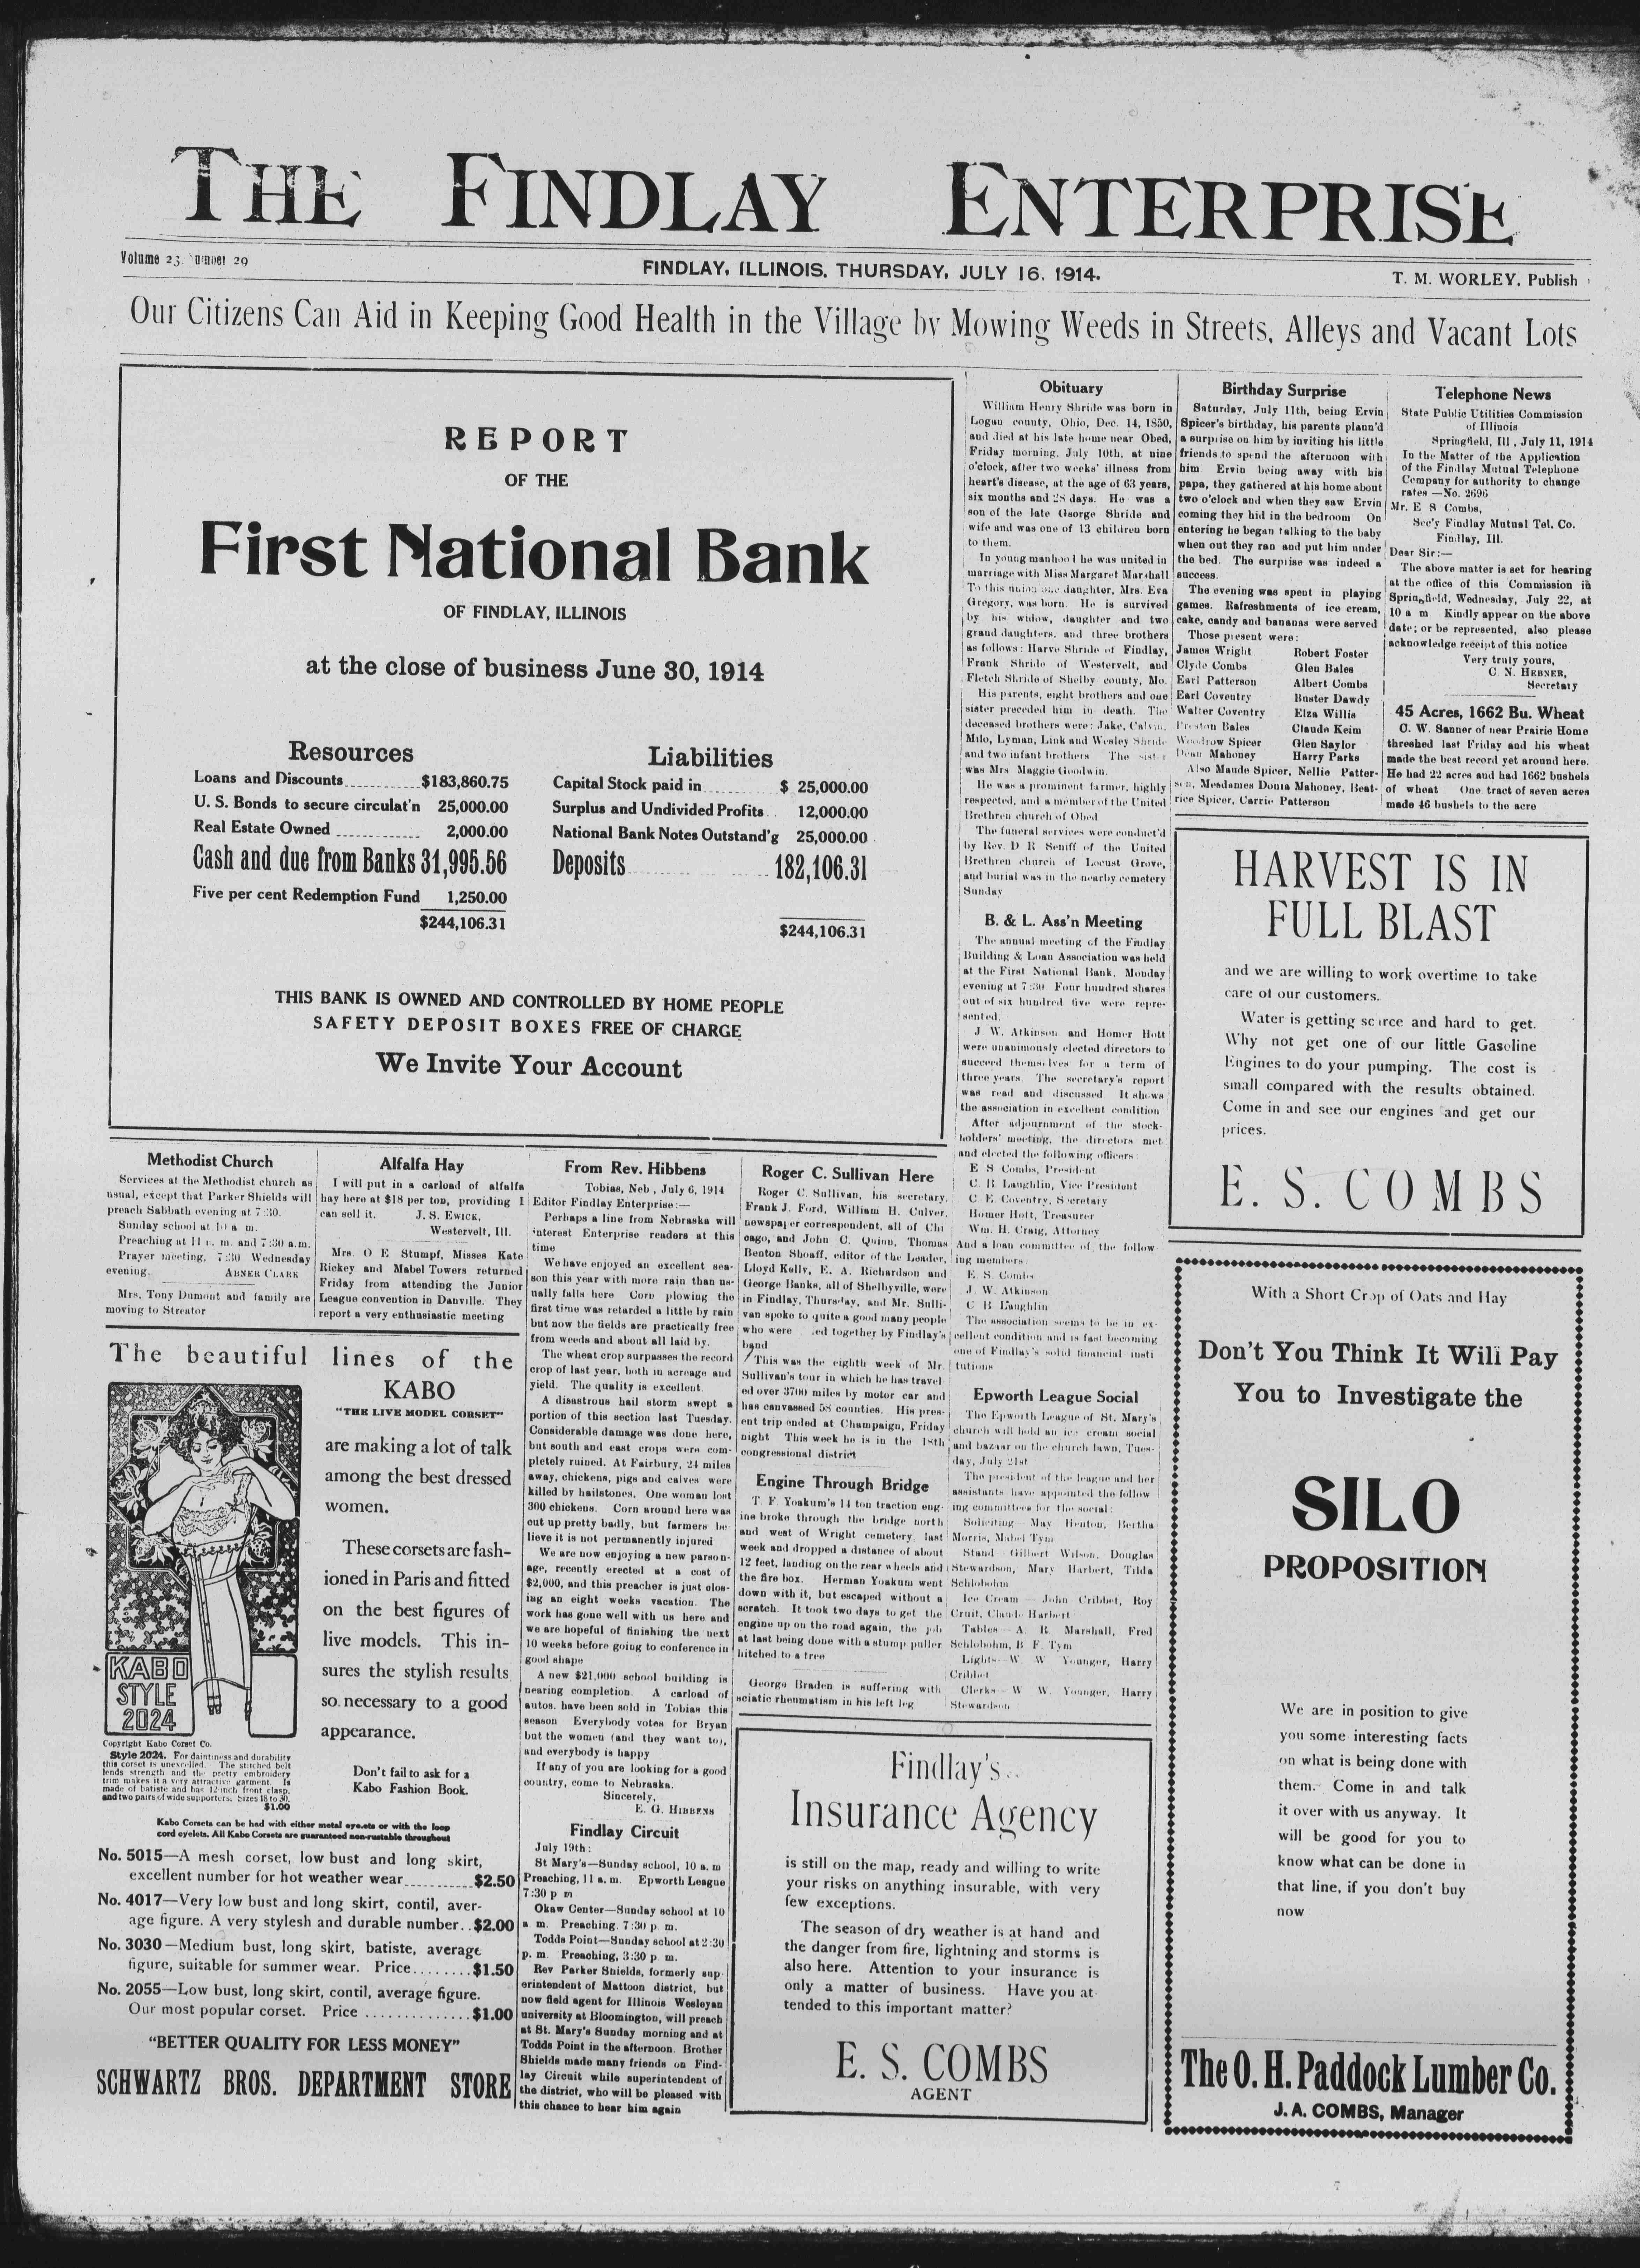 THE FINDLAY ENTERPRISE
Volume 23. 29
FINDLAY, ILLINOIS, THURSDAY, JULY 16, 1914.
T. M. WORLEY, Publish
Our Citizens Can Aid in Keeping Good Health in the Village by Mowing Weeds in Streets, Alleys and Vacant Lots
REPORT
OF THE
First National Bank
OF FINDLAY, ILLINOIS
at the close of business June 30, 1914
Resources
Loans and Discounts $183,860.75
U. S. Bonds to secure circulat'n 25,000.00
Real Estate Owned 2,000.00
Cash and due from Banks 31,995.56
Five per cent Redemption Fund 1,250.00
$244,106.31
Liabilities
Capital Stock paid in $ 25,000.00
Surplus and Undivided Profits 12,000.00
National Bank Notes Outstand'g 25,000.00
Deposits 182,106.31
$244,106.31
THIS BANK IS OWNED AND CONTROLLED BY HOME PEOPLE
SAFETY DEPOSIT BOXES FREE OF CHARGE
We Invite Your Account
Obituary
William Henry Shride was born in
Logan county, Ohio, Dec. 14, 1850,
and died at his late home near Obed,
Friday morning, July 10th, at nine
o'clock, after two weeks' illness from
heart's disease, at the age of 63 years,
six months and 28 days. He was a
son of the late George Shride and
wife and was one of 13 children born
to them.
In young manhood he was united in
marriage with Miss Margaret Marshall
To this union one daughter, Mrs. Eva
Gregory, was born. He is survived
by his widow, daughter and two
grand daughters, and three brothers
as follows: Harve Shride of Findlay,
Frank Shride of Westervelt, and
Fletch Shride of Shelby county, Mo.
His parents, eight brothers and one
sister preceded him in death. The
deceased brothers were: Jake, Calvin,
Milo, Lyman, Link and Wesley Shride
and two infant brothers The sister
was Mrs Maggie Goodwin.
He was a prominent farmer, highly
respected, and a member of the United
Brethren church of Obed
The funeral services were conduct'd
by Rev. D R Seniff of the United
Brethren church of Locust Grove,
and burial was in the nearby cemetery
Sunday
B. & L. Ass'n Meeting
The annual meeting of the Findlay
Building & Loan Association was held
at the First National Bank, Monday
evening at 7:30 Four hundred shares
out of six hundred five were repre-
sented.
J. W. Atkinson and Homer Hott
were unanimously elected directors to
succeed themselves for a term of
three years. The secretary's report
was read and discussed It shows
the association in excellent condition
After adjournment of the stock-
holders' meeting, the directors met
and elected the following officers:
E S Combs, President
C. B. Laughlin, Vice President
C. E. Coventry, Secretary
Homer Hott, Treasurer
Wm. H. Craig, Attorney
And a loan committee of the follow
ing members:
E. S. Combs
J. W. Atkinson
C B Laughlin
The association seems to be in ex-
cellent condition and is fast becoming
one of Findlay's solid financial insti
tutions
Epworth League Social
The Epworth League of St. Mary's
church will hold an ice cream social
and bazaar on the church lawn, Tues-
day, July 21st
The president of the league and her
assistants have appointed the follow
ing committees for the social:
Soliciting—May Henton, Bertha
Morris, Mabel Tym
Stand—Gilbert Wilson, Douglas
Stewardson, Mary Harbert, Tilda
Schlobohm
Ice Cream—John Cribbet, Roy
Cruit, Claude Harbert
Tables—A. R. Marshall, Fred
Schlobohm, B F. Tym
Lights—W. W Younger, Harry
Cribbet
Clerks—W W. Younger, Harry
Stewardson
Birthday Surprise
Saturday, July 11th, being Ervin
Spicer's birthday, his parents plann'd
a surprise on him by inviting his little
friends to spend the afternoon with
him Ervin being away with his
papa, they gathered at his home about
two o'clock and when they saw Ervin
coming they hid in the bedroom On
entering he began talking to the baby
when out they ran and put him under
the bed. The surprise was indeed a
success.
The evening was spent in playing
games. Refreshments of ice cream,
cake, candy and bananas were served
Those present were:
James Wright Robert Foster
Clyde Combs Glen Bales
Earl Patterson Albert Combs
Earl Coventry Buster Dawdy
Walter Coventry Elza Willis
Preston Bales Claude Keim
Woodrow Spicer Glen Saylor
Dean Mahoney Harry Parks
Also Maude Spicer, Nellie Patter-
son, Mesdames Donia Mahoney, Beat-
rice Spicer, Carrie Patterson
Telephone News
State Public Utilities Commission
of Illinois
Springfield, Ill , July 11, 1914
In the Matter of the Application
of the Findlay Mutual Telephone
Company for authority to change
rates —No. 2696
Mr. E S Combs,
Sec'y Findlay Mutual Tel. Co.
Findlay, Ill.
Dear Sir:—
The above matter is set for hearing
at the office of this Commission in
Springfield, Wednesday, July 22, at
10 a m Kindly appear on the above
date; or be represented, also please
acknowledge receipt of this notice
Very truly yours,
C. N. HEBNER,
Secretary
45 Acres, 1662 Bu. Wheat
C. W. Sanner of near Prairie Home
threshed last Friday and his wheat
made the best record yet around here.
He had 22 acres and had 1662 bushels
of wheat One tract of seven acres
made 46 bushels to the acre
HARVEST IS IN
FULL BLAST
and we are willing to work overtime to take
care of our customers.
Water is getting scarce and hard to get.
Why not get one of our little Gasoline
Engines to do your pumping. The cost is
small compared with the results obtained.
Come in and see our engines and get our
prices.
E. S. COMBS
Methodist Church
Services at the Methodist church as
usual, except that Parker Shields will
preach Sabbath evening at 7:30.
Sunday school at 10 a m.
Preaching at 11 a. m. and 7:30 a.m.
Prayer meeting, 7:30 Wednesday
evening. ABNER CLARK
Mrs. Tony Dumont and family are
moving to Streator
Alfalfa Hay
I will put in a carload of alfalfa
hay here at $18 per ton, providing I
can sell it. J. S. EWICK,
Westervelt, Ill.
Mrs. O E Stumpf, Misses Kate
Rickey and Mabel Towers returned
Friday from attending the Junior
League convention in Danville. They
report a very enthusiastic meeting
The beautiful lines of the
KABO
"THE LIVE MODEL CORSET"
are making a lot of talk
among the best dressed
women.
These corsets are fash-
ioned in Paris and fitted
on the best figures of
live models. This in-
sures the stylish results
so necessary to a good
appearance.
Don't fail to ask for a
Kabo Fashion Book.
KABO
STYLE
2024
Copyright Kabo Corset Co.
Style 2024. For daintiness and durability
this corset is unexcelled. The stitched belt
lends strength and the pretty embroidery
trim makes it a very attractive garment. Is
made of batiste and has 12-inch front clasp,
and two pairs of wide supporters. Sizes 18 to 30.
$1.00
Kabo Corsets can be had with either metal eyelets or with the loop
cord eyelets. All Kabo Corsets are guaranteed non-rustable throughout
No. 5015—A mesh corset, low bust and long skirt,
excellent number for hot weather wear $2.50
No. 4017—Very low bust and long skirt, contil, aver-
age figure. A very stylesh and durable number. $2.00
No. 3030—Medium bust, long skirt, batiste, average
figure, suitable for summer wear. Price $1.50
No. 2055—Low bust, long skirt, contil, average figure.
Our most popular corset. Price $1.00
"BETTER QUALITY FOR LESS MONEY"
SCHWARTZ BROS. DEPARTMENT STORE
From Rev. Hibbens
Tobias, Neb , July 6, 1914
Editor Findlay Enterprise:—
Perhaps a line from Nebraska will
interest Enterprise readers at this
time
We have enjoyed an excellent sea-
son this year with more rain than us-
ually falls here Corn plowing the
first time was retarded a little by rain
but now the fields are practically free
from weeds and about all laid by.
The wheat crop surpasses the record
crop of last year, both in acreage and
yield. The quality is excellent.
A disastrous hail storm swept a
portion of this section last Tuesday.
Considerable damage was done here,
but south and east crops were com-
pletely ruined. At Fairbury, 24 miles
away, chickens, pigs and calves were
killed by hailstones. One woman lost
300 chickens. Corn around here was
cut up pretty badly, but farmers be-
lieve it is not permanently injured
We are now enjoying a new parson-
age, recently erected at a cost of
$2,000, and this preacher is just clos-
ing an eight weeks vacation. The
work has gone well with us here and
we are hopeful of finishing the next
10 weeks before going to conference in
good shape
A new $21,000 school building is
nearing completion. A carload of
autos. have been sold in Tobias this
season Everybody votes for Bryan
but the women (and they want to),
and everybody is happy
If any of you are looking for a good
country, come to Nebraska.
Sincerely,
E. G. HIBBENS
Findlay Circuit
July 19th:
St Mary's—Sunday school, 10 a. m
Preaching, 11 a. m. Epworth League
7:30 p m
Okaw Center—Sunday school at 10
a. m. Preaching, 7:30 p. m.
Todds Point—Sunday school at 2:30
p. m. Preaching, 3:30 p. m.
Rev Parker Shields, formerly sup-
erintendent of Mattoon district, but
now field agent for Illinois Wesleyan
university at Bloomington, will preach
at St. Mary's Sunday morning and at
Todds Point in the afternoon. Brother
Shields made many friends on Find-
lay Circuit while superintendent of
the district, who will be pleased with
this chance to hear him again
Roger C. Sullivan Here
Roger C. Sullivan, his secretary,
Frank J. Ford, William H. Culver,
newspaper correspondent, all of Chi
cago, and John C. Quinn, Thomas
Benton Shoaff, editor of the Leader,
Lloyd Kelly, E. A. Richardson and
George Banks, all of Shelbyville, were
in Findlay, Thursday, and Mr. Sulli-
van spoke to quite a good many people
who were together by Findlay's
band
This was the eighth week of Mr.
Sullivan's tour in which he has travel-
ed over 3700 miles by motor car and
has canvassed 58 counties. His pres-
ent trip ended at Champaign, Friday
night This week he is in the 18th
congressional district
Engine Through Bridge
T. F Yoakum's 14 ton traction eng-
ine broke through the bridge north
and west of Wright cemetery, last
week and dropped a distance of about
12 feet, landing on the rear wheels and
the fire box. Herman Yoakum went
down with it, but escaped without a
scratch. It took two days to get the
engine up on the road again, the job
at last being done with a stump puller
hitched to a tree
George Braden is suffering with
sciatic rheumatism in his left leg
Findlay's
Insurance Agency
is still on the map, ready and willing to write
your risks on anything insurable, with very
few exceptions.
The season of dry weather is at hand and
the danger from fire, lightning and storms is
also here. Attention to your insurance is
only a matter of business. Have you at
tended to this important matter?
E. S. COMBS
AGENT
With a Short Crop of Oats and Hay
Don't You Think It Will Pay
You to Investigate the
SILO
PROPOSITION
We are in position to give
you some interesting facts
on what is being done with
them. Come in and talk
it over with us anyway. It
will be good for you to
know what can be done in
that line, if you don't buy
now
The O. H. Paddock Lumber Co.
J. A. COMBS, Manager